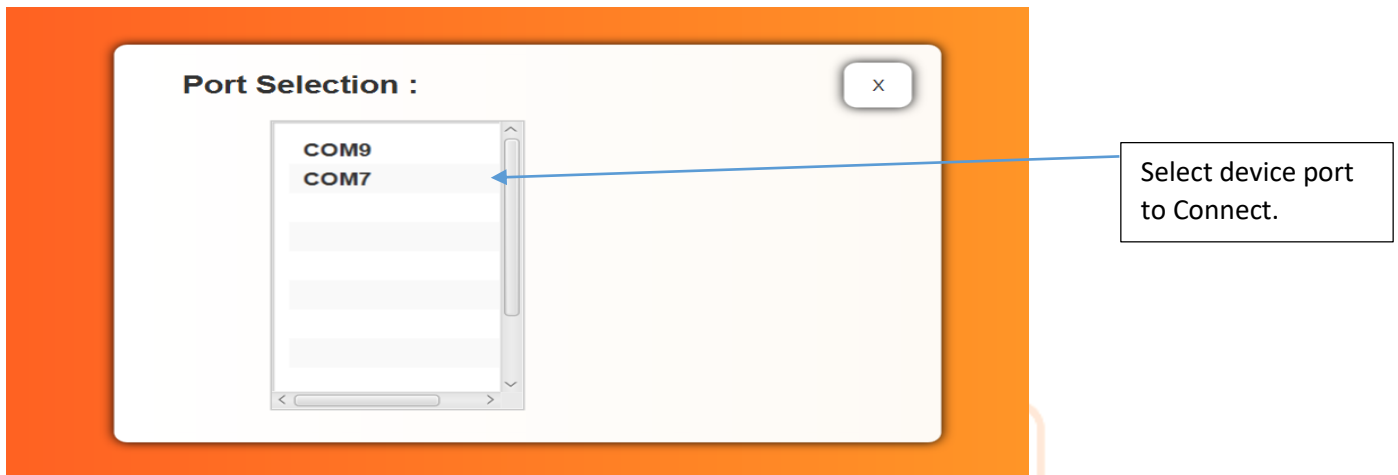 Port Selection :
X
COM9
COM7
Select device port
to Connect.